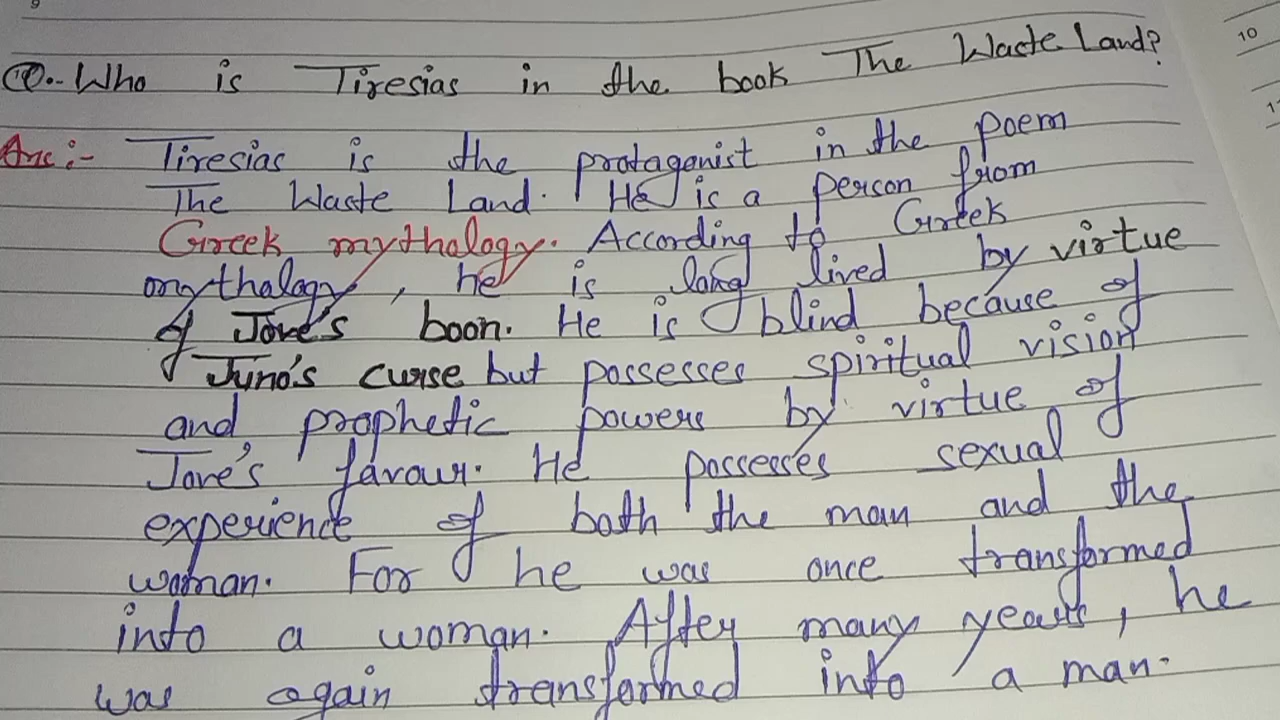 9
Q.. Who is Tiresias in the book The Waste Land?
Ans:- Tiresias is the protagonist in the poem
The Waste Land. He is a person from
Greek mythology. According to Greek
mythology, he is long lived by virtue
of Jove's boon. He is blind because of
Juno's curse but possesses spiritual vision
and prophetic powers by virtue of
Jove's favour. He possesses sexual
experience of both the man and the
woman. For he was once transformed
into a woman. After many years, he
was again transformed into a man.
10